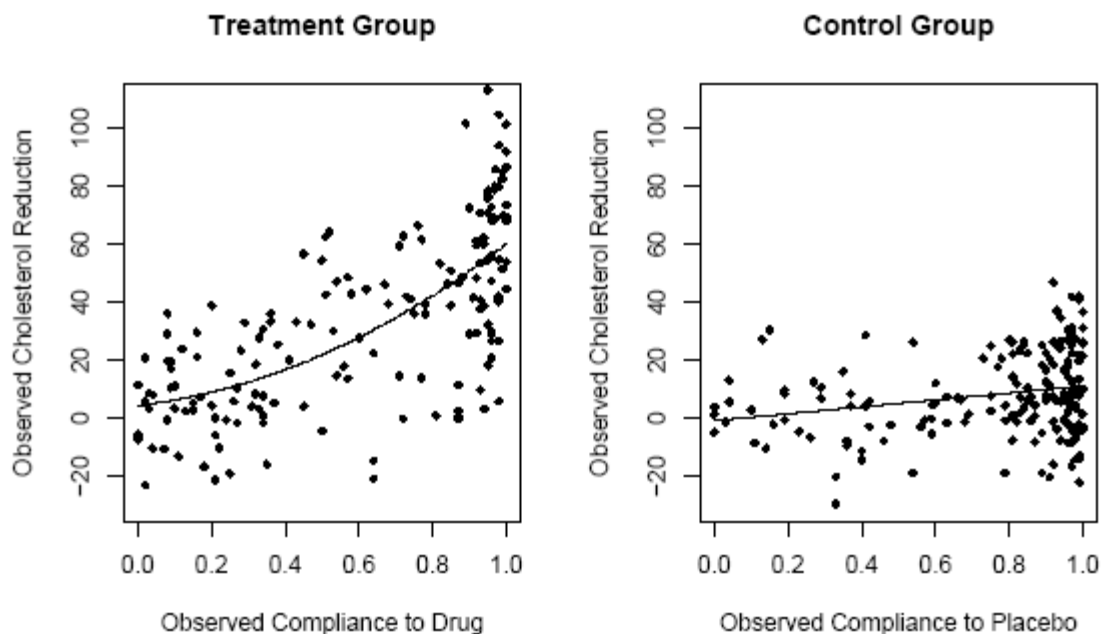 Treatment Group
Control Group
Observed Cholesterol Reduction
100
80
60
40
20
0
−20
0.0 0.2 0.4 0.6 0.8 1.0
Observed Compliance to Drug
Observed Cholesterol Reduction
100
80
60
40
20
0
−20
0.0 0.2 0.4 0.6 0.8 1.0
Observed Compliance to Placebo